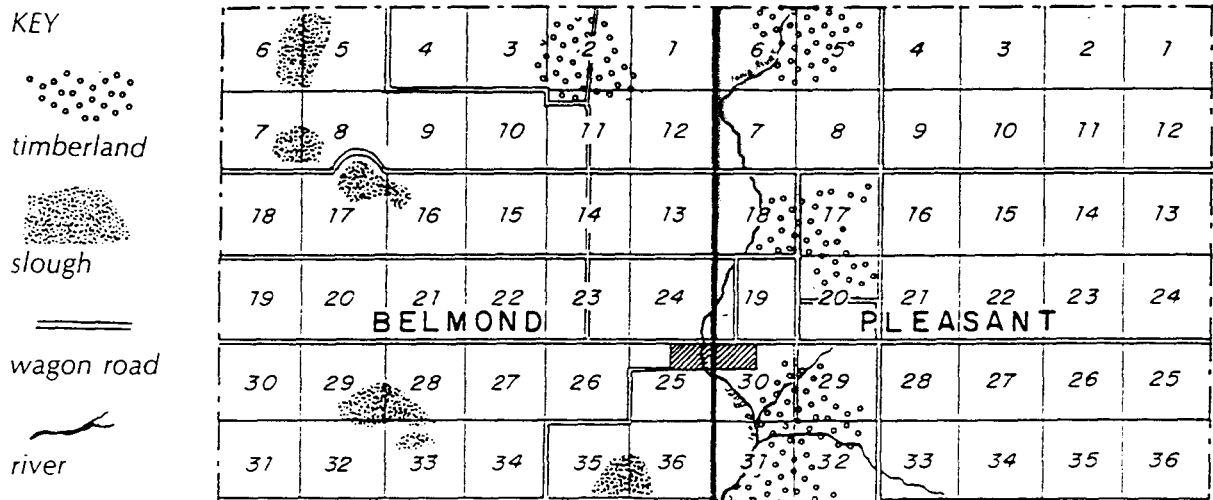 KEY
timberland
slough
wagon road
river
6 5 4 3 2 1 6 5 4 3 2 1
Iowa River
7 8 9 10 11 12 7 8 9 10 11 12
18 17 16 15 14 13 18 17 16 15 14 13
19 20 21 22 23 24 19 20 21 22 23 24
BELMOND PLEASANT
30 29 28 27 26 25 30 29 28 27 26 25
31 32 33 34 35 36 31 32 33 34 35 36